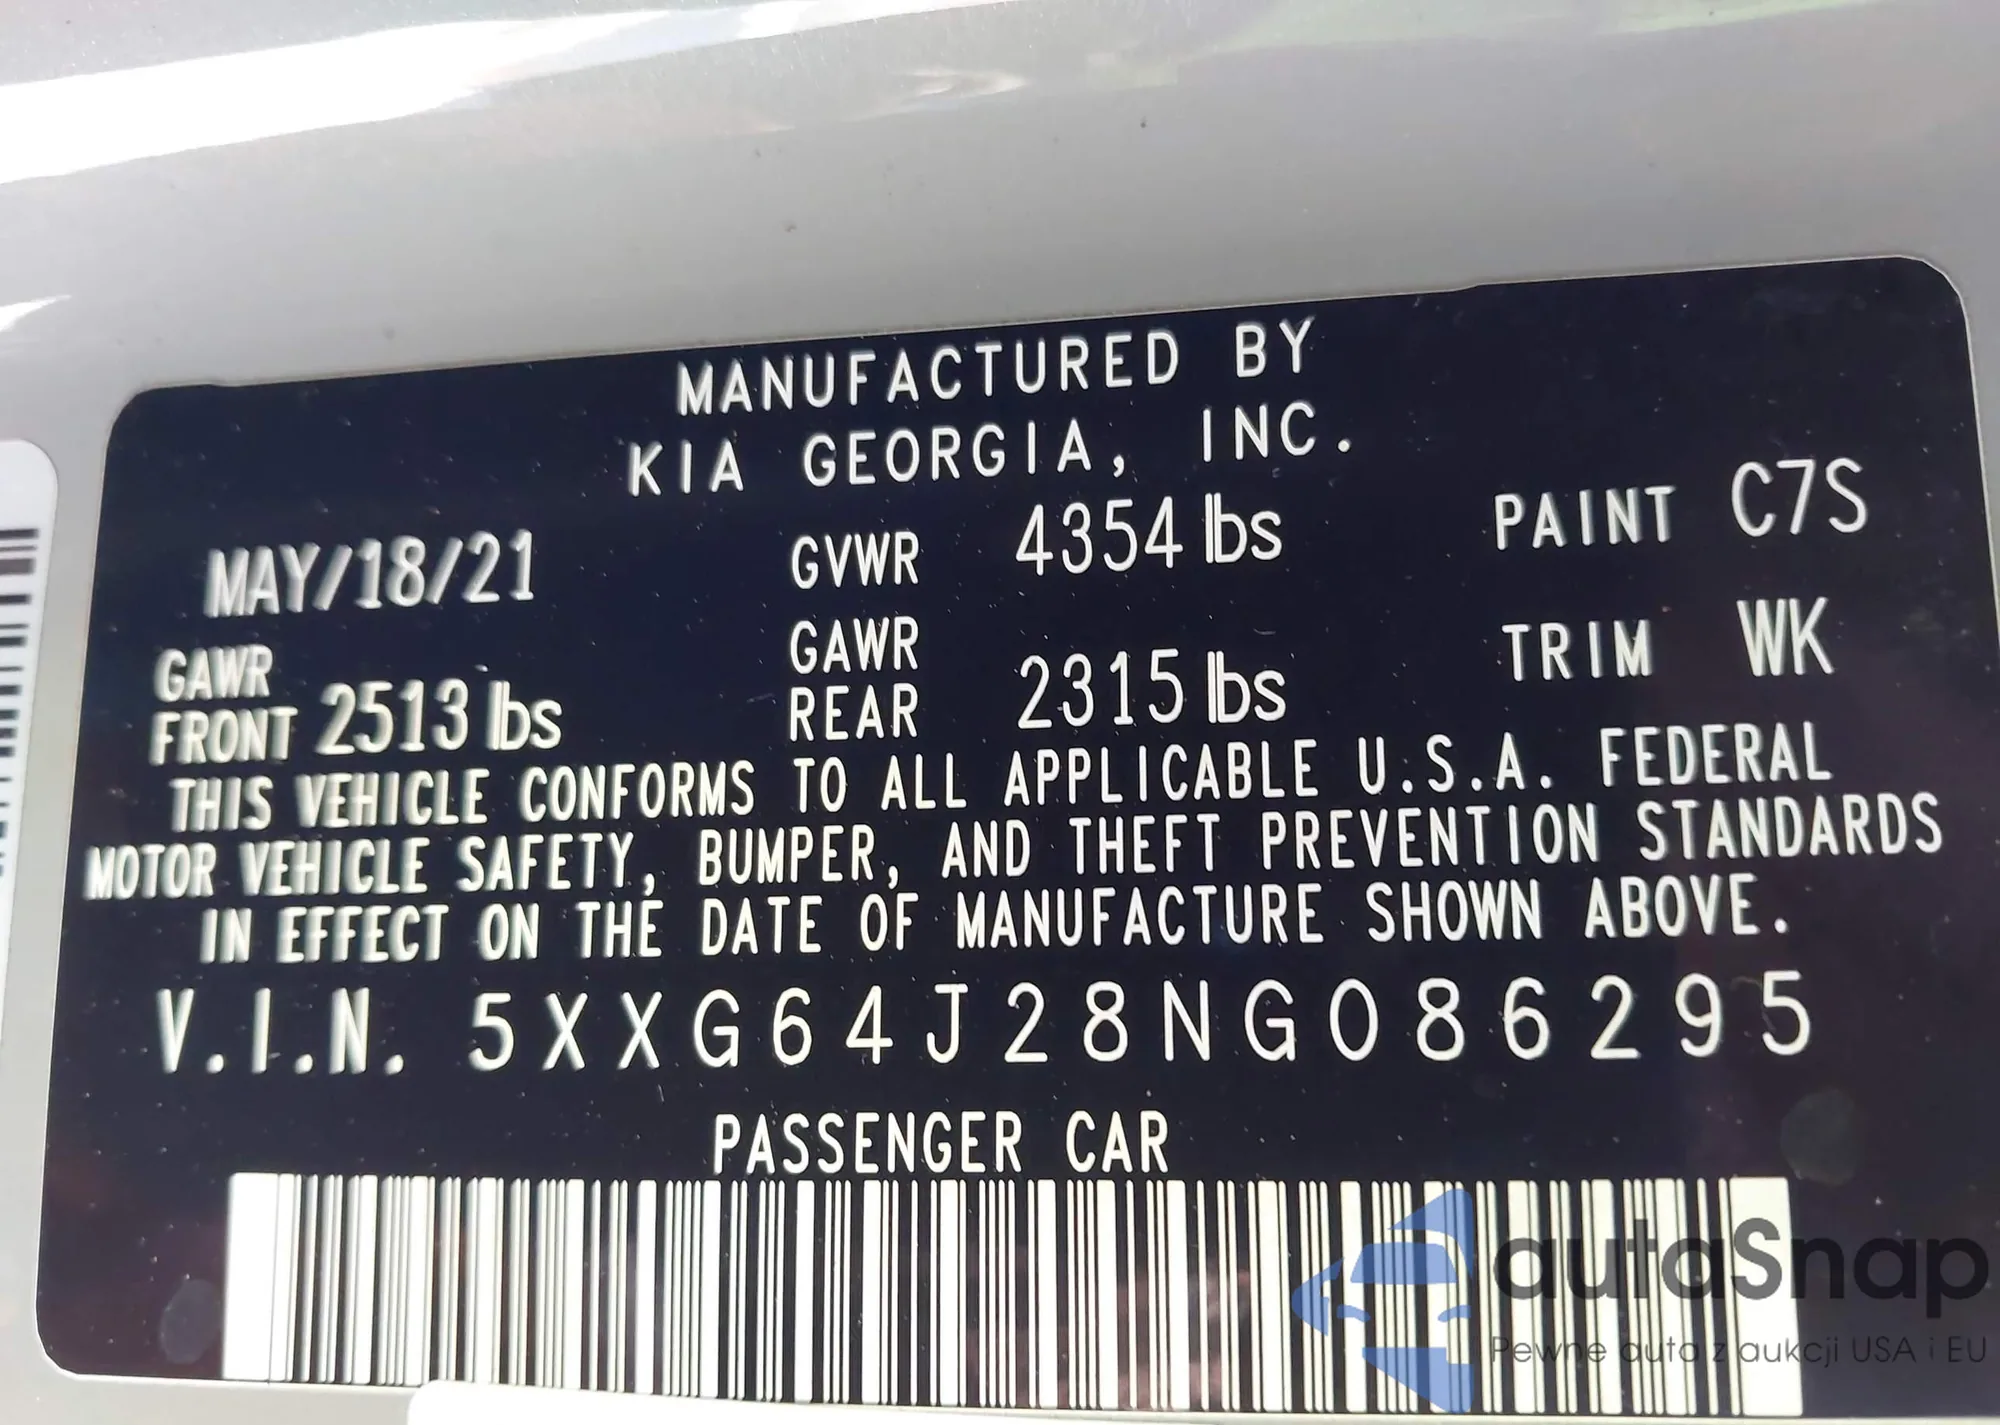 MANUFACTURED BY
KIA GEORGIA, INC.
MAY/18/21 GVWR 4354 lbs PAINT C7S
GAWR FRONT 2513 lbs GAWR REAR 2315 lbs TRIM WK
THIS VEHICLE CONFORMS TO ALL APPLICABLE U.S.A. FEDERAL
MOTOR VEHICLE SAFETY, BUMPER, AND THEFT PREVENTION STANDARDS
IN EFFECT ON THE DATE OF MANUFACTURE SHOWN ABOVE.
V.I.N. 5XXG64J28NG086295
PASSENGER CAR
autaSnap
Pewne auta z aukcji USA i EU